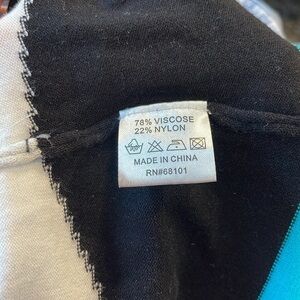 78% VISCOSE
22% NYLON
MADE IN CHINA
RN#68101